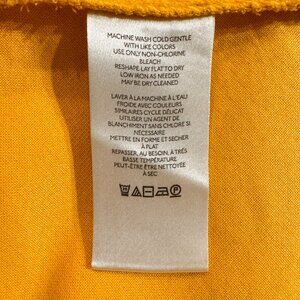 MACHINE WASH COLD GENTLE
WITH LIKE COLORS
USE ONLY NON-CHLORINE
BLEACH
RESHAPE LAY FLAT TO DRY
LOW IRON AS NEEDED
MAY BE DRY CLEANED
LAVER À LA MACHINE À L'EAU
FROIDE AVEC COULEURS
SIMILAIRES CYCLE DÉLICAT
UTILISER UN AGENT DE
BLANCHIMENT SANS CHLORE SI
NÉCESSAIRE
METTRE EN FORME ET SÉCHER
À PLAT
REPASSER, AU BESOIN, À TRÈS
BASSE TEMPÉRATURE
PEUT-ÊTRE ÊTRE NETTOYÉE
À SEC